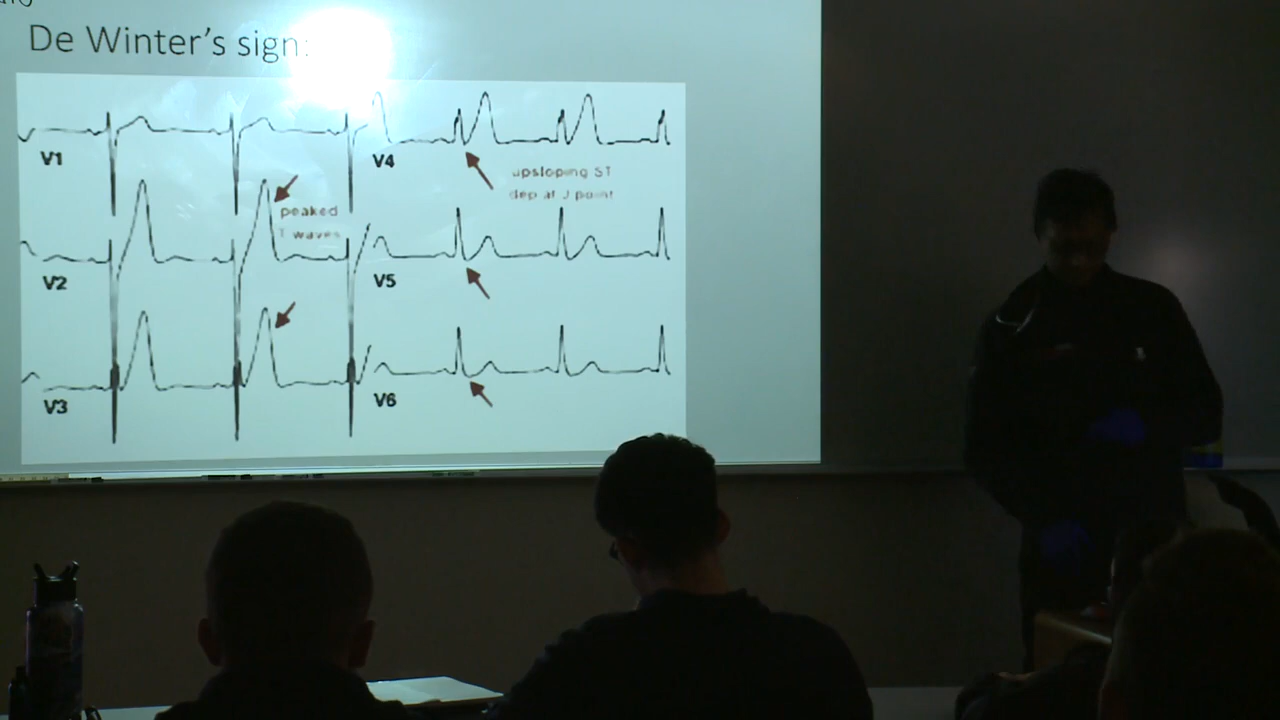 De Winter's sign:
V1
V4
upsloping ST
dep at J point
peaked
T waves
V2
V5
V3
V6